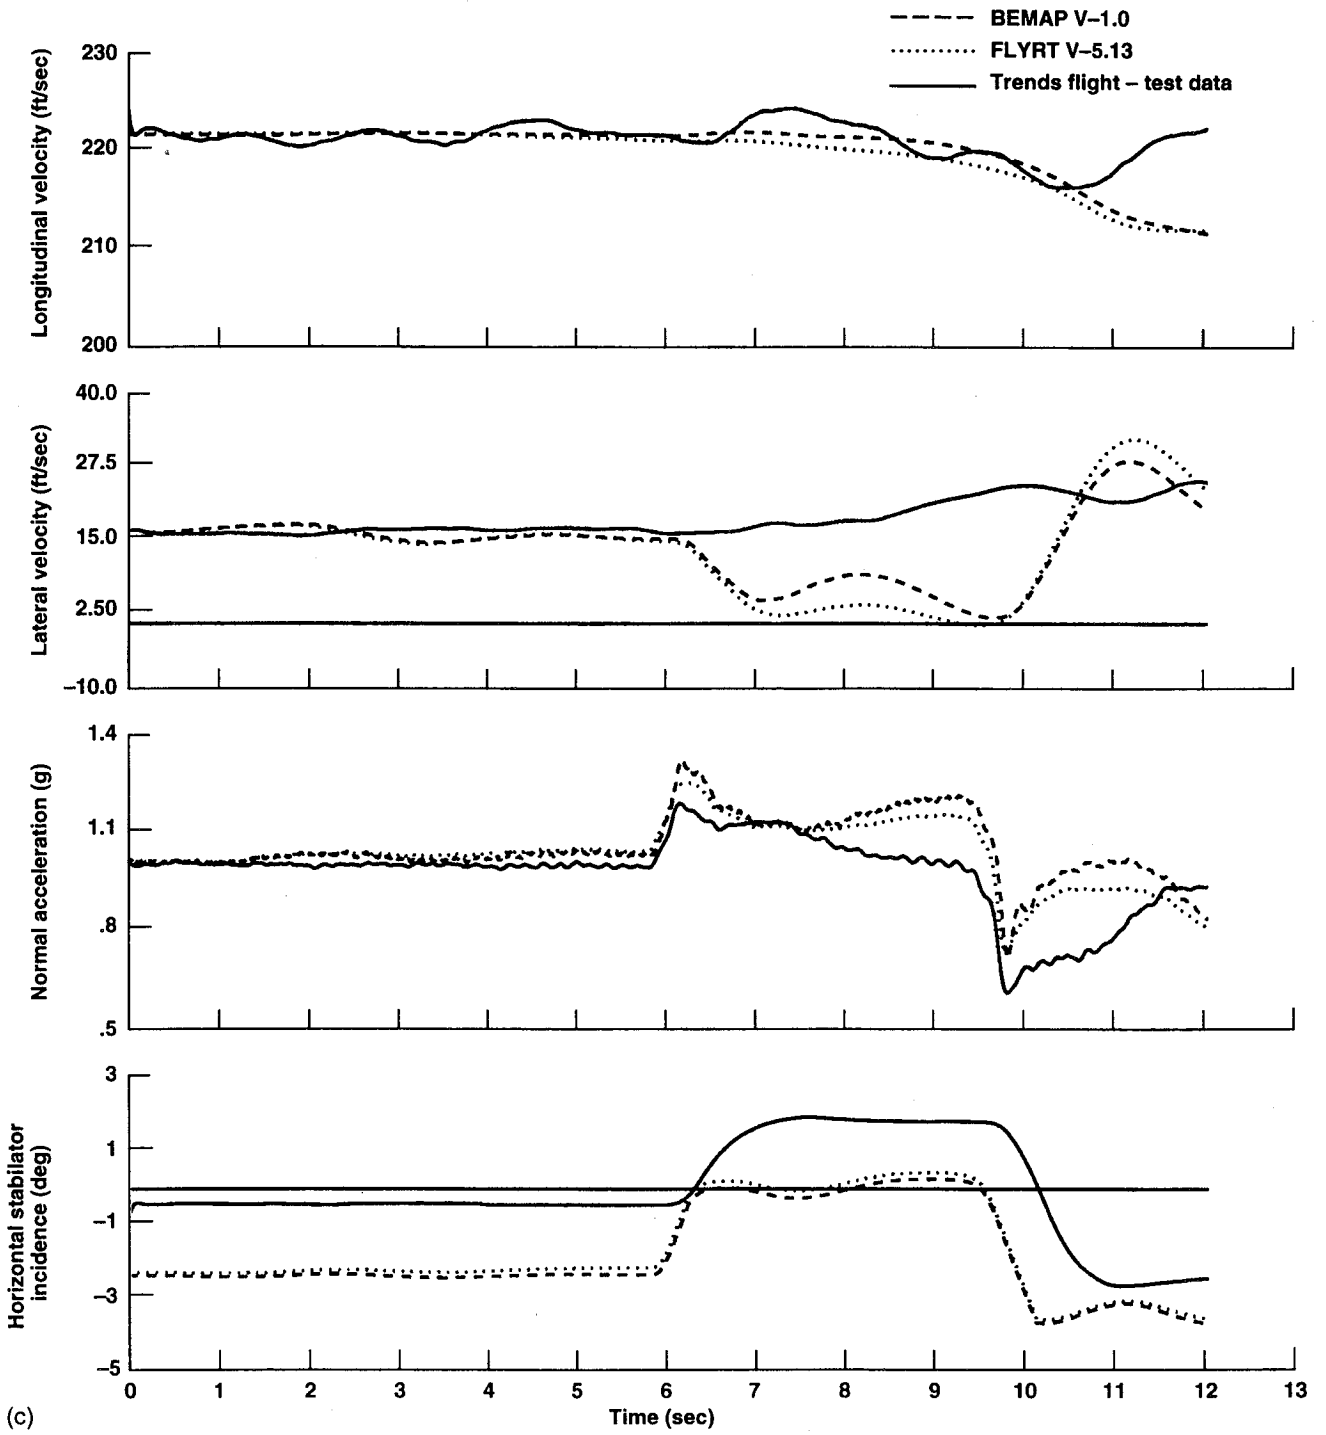 BEMAP V–1.0
FLYRT V–5.13
Trends flight – test data
Longitudinal velocity (ft/sec)
230
220
210
200
Lateral velocity (ft/sec)
40.0
27.5
15.0
2.50
–10.0
Normal acceleration (g)
1.4
1.1
.8
.5
Horizontal stabilator
incidence (deg)
3
1
–1
–3
–5
0 1 2 3 4 5 6 7 8 9 10 11 12 13
Time (sec)
(c)